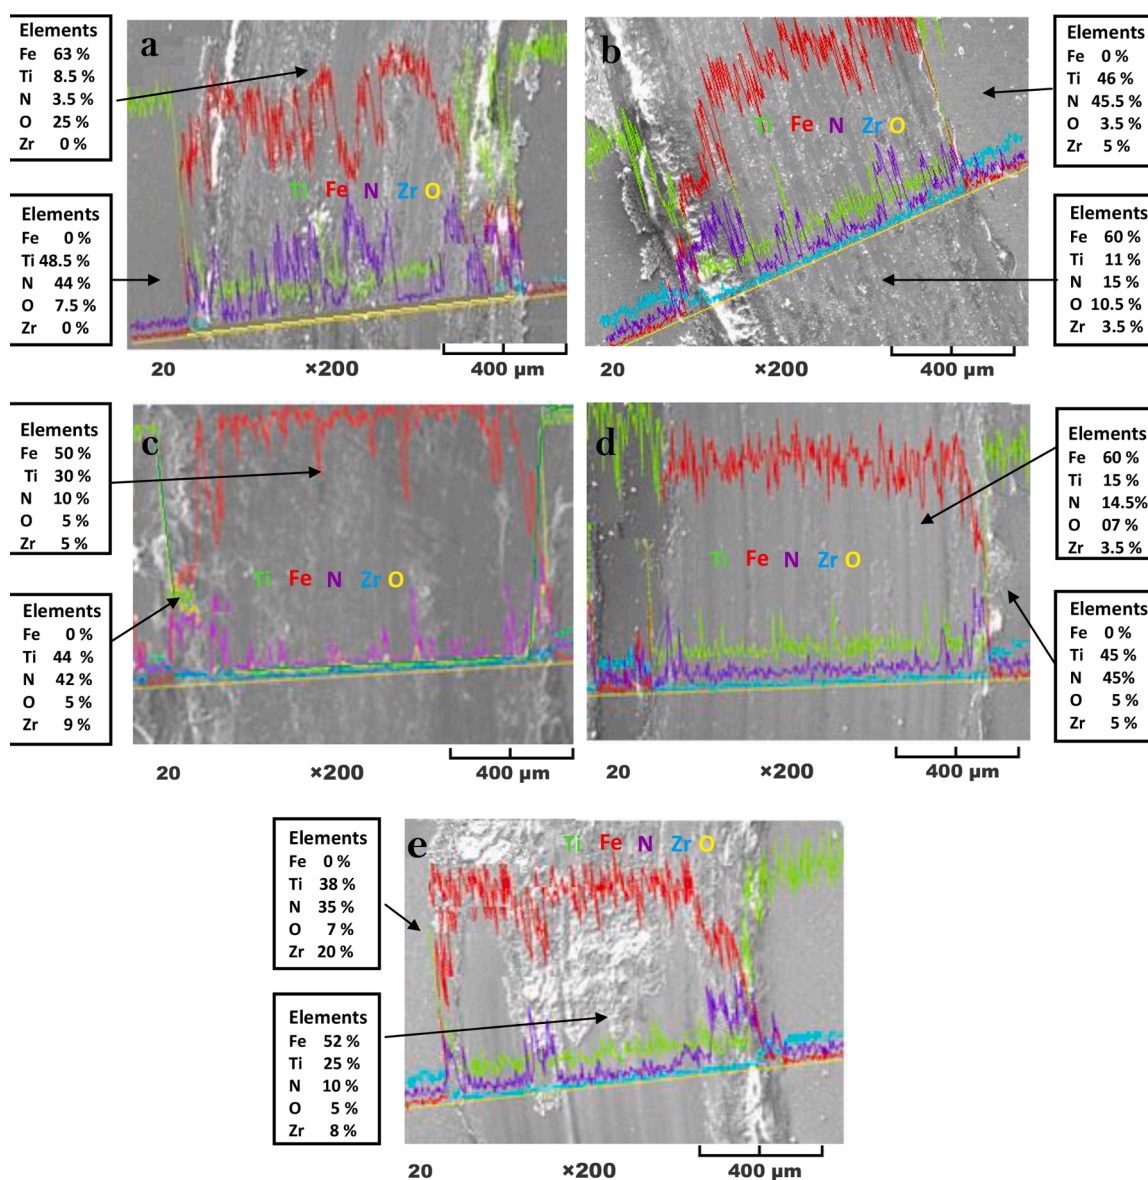 a
Elements
Fe 63 %
Ti 8.5 %
N 3.5 %
O 25 %
Zr 0 %
Elements
Fe 0 %
Ti 48.5 %
N 44 %
O 7.5 %
Zr 0 %
Ti Fe N Zr O
20 ×200 400 µm
b
Elements
Fe 0 %
Ti 46 %
N 45.5 %
O 3.5 %
Zr 5 %
Elements
Fe 60 %
Ti 11 %
N 15 %
O 10.5 %
Zr 3.5 %
Ti Fe N Zr O
20 ×200 400 µm
c
Elements
Fe 50 %
Ti 30 %
N 10 %
O 5 %
Zr 5 %
Elements
Fe 0 %
Ti 44 %
N 42 %
O 5 %
Zr 9 %
Ti Fe N Zr O
20 ×200 400 µm
d
Elements
Fe 60 %
Ti 15 %
N 14.5%
O 07 %
Zr 3.5 %
Elements
Fe 0 %
Ti 45 %
N 45%
O 5 %
Zr 5 %
Ti Fe N Zr O
20 ×200 400 µm
e
Elements
Fe 0 %
Ti 38 %
N 35 %
O 7 %
Zr 20 %
Elements
Fe 52 %
Ti 25 %
N 10 %
O 5 %
Zr 8 %
Ti Fe N Zr O
20 ×200 400 µm